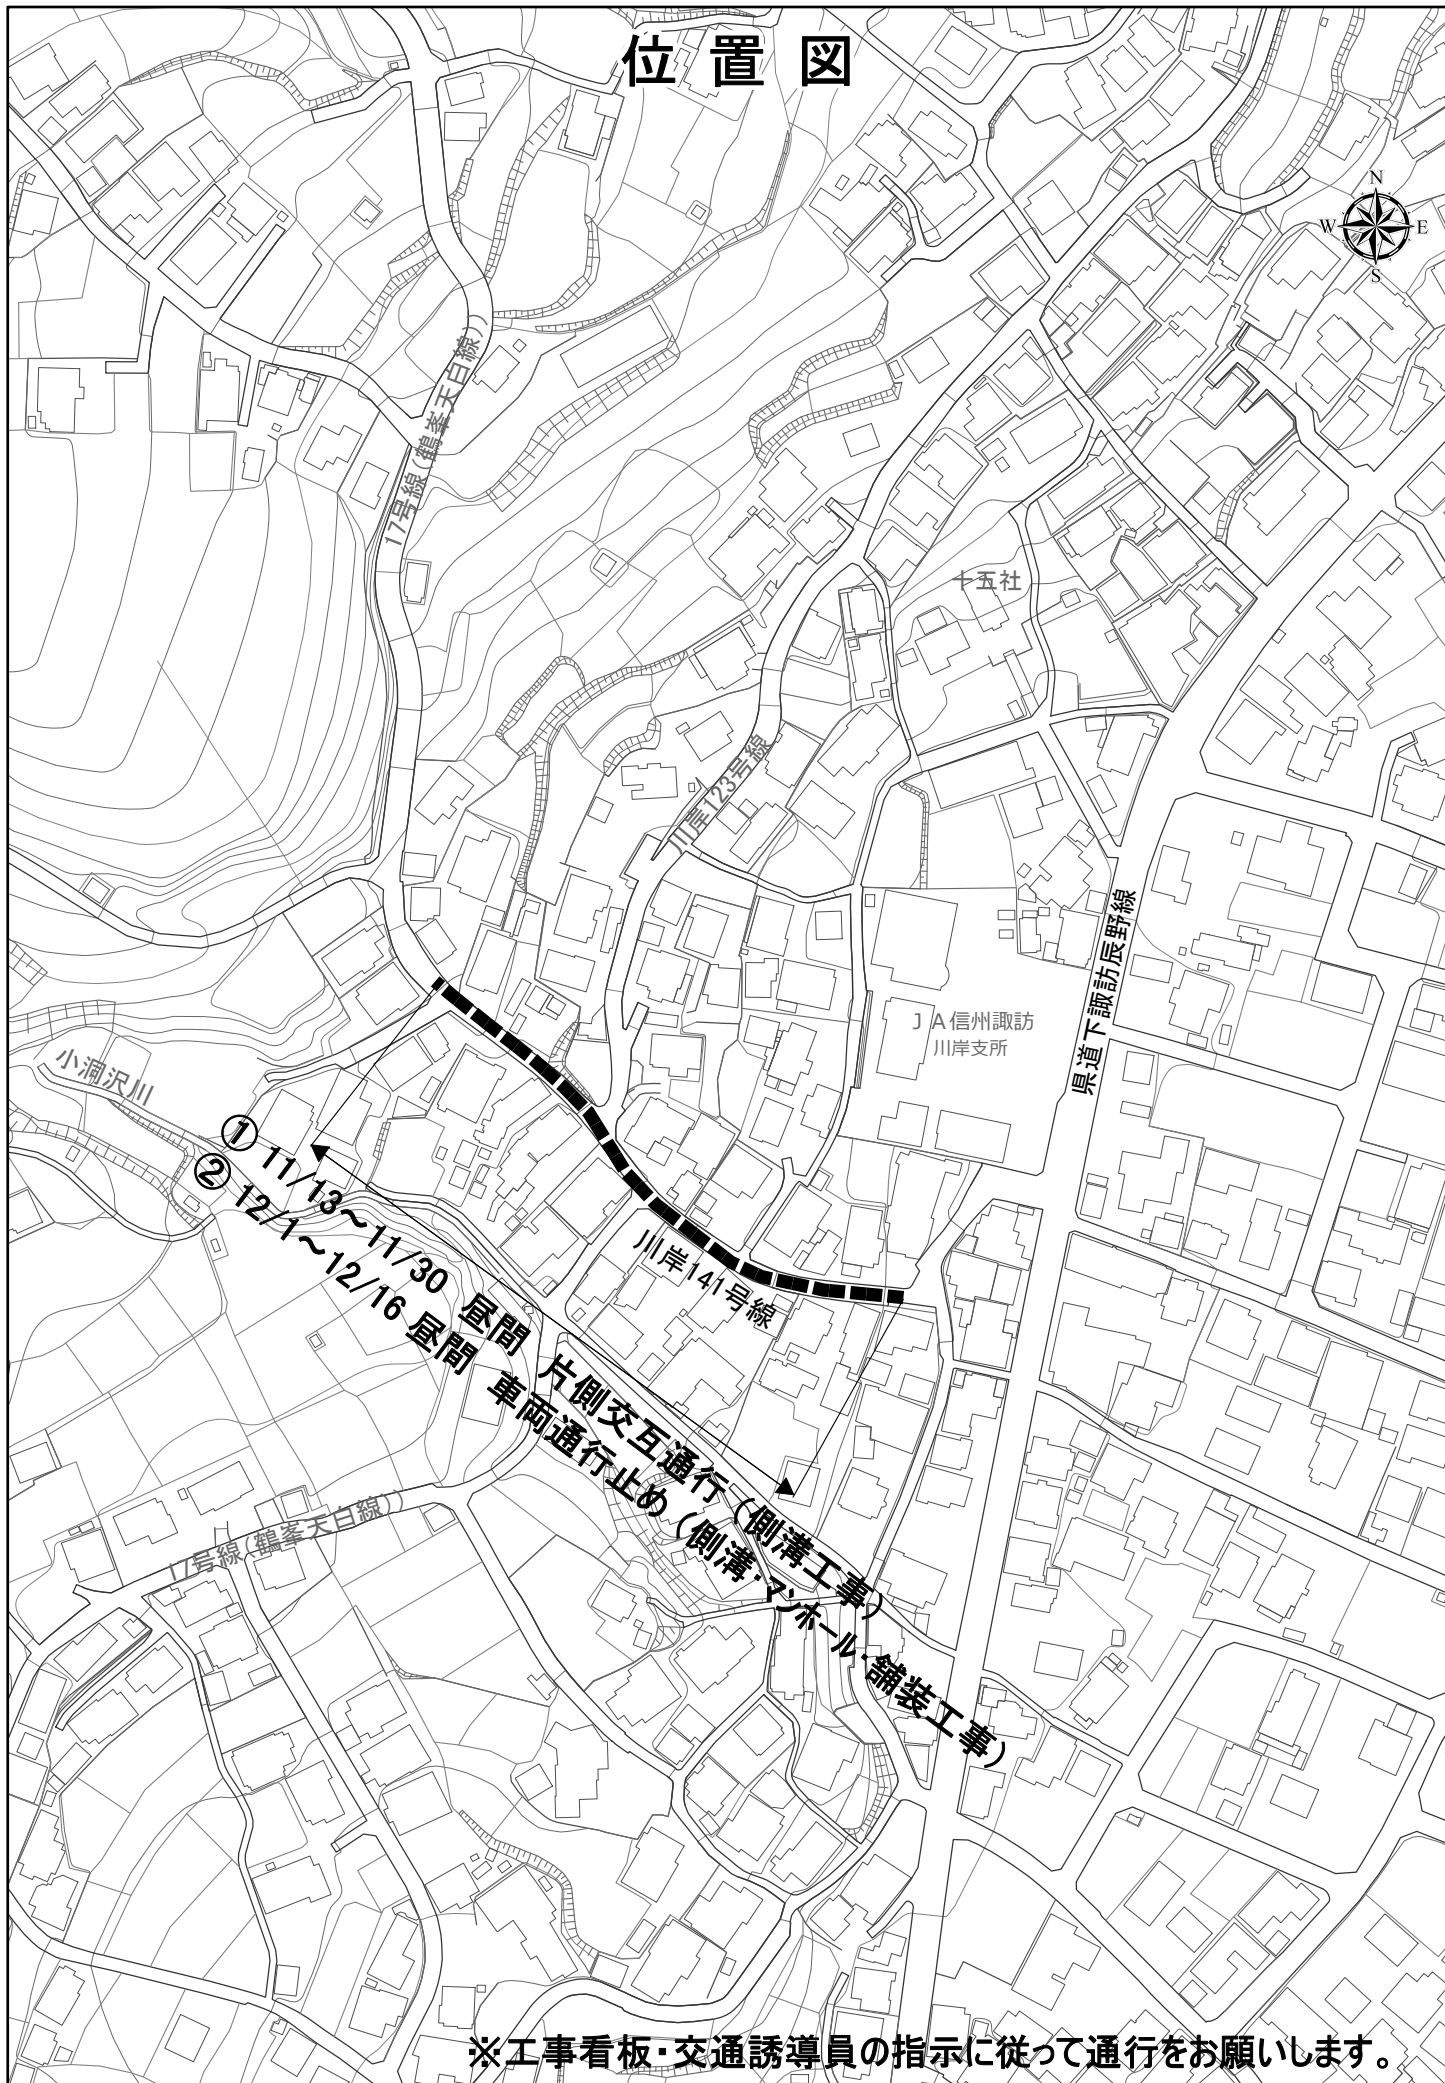 位置図
N
W
E
S
17号線(鶴峯天白線))
十五社
川岸123号線
県道下諏訪辰野線
JA信州諏訪
川岸支所
小洞沢川
① 11/13~11/30 昼間 片側交互通行(側溝工事)
② 12/1~12/16 昼間 車両通行止め(側溝・マンホール・舗装工事)
川岸141号線
17号線(鶴峯天白線))
※工事看板・交通誘導員の指示に従って通行をお願いします。